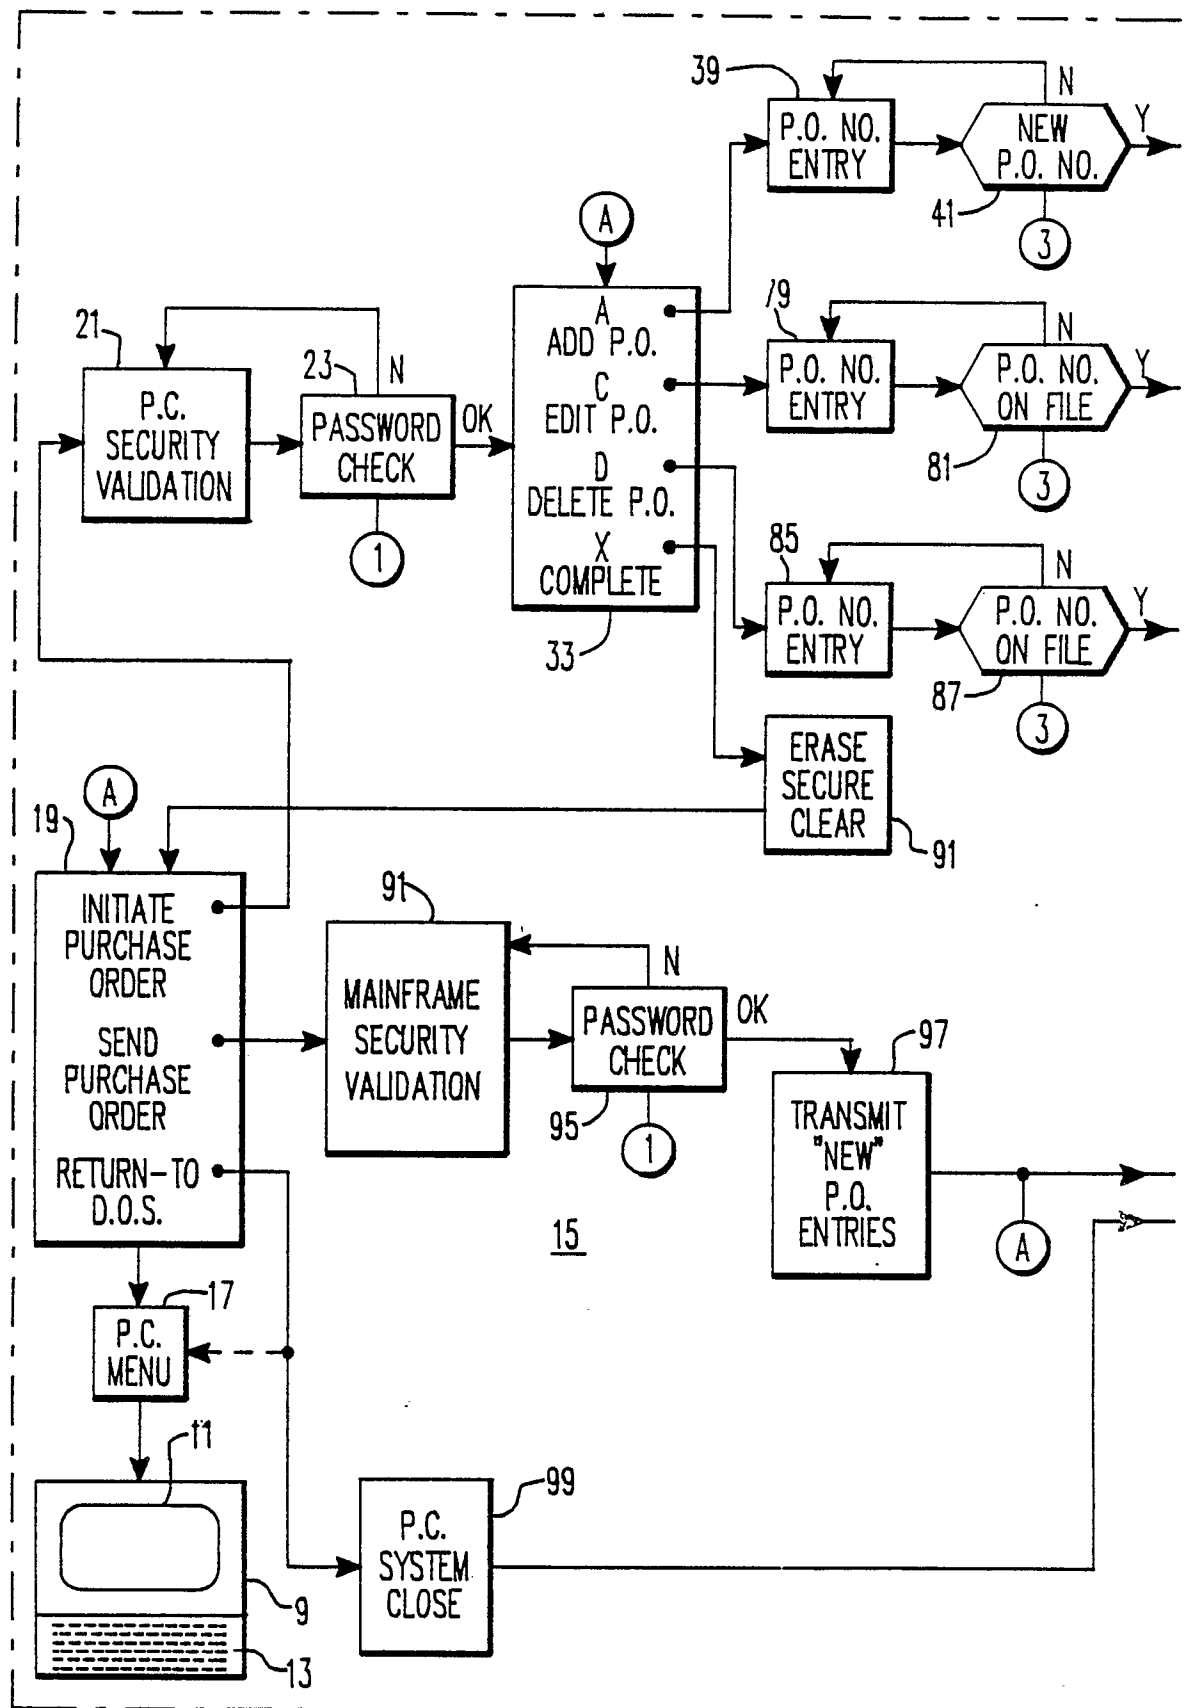 39
N
P.O. NO.
ENTRY
NEW
P.O. NO.
Y
41
3
A
A
ADD P.O.
C
EDIT P.O.
D
DELETE P.O.
X
COMPLETE
33
79
N
P.O. NO.
ENTRY
P.O. NO.
ON FILE
Y
81
3
21
P.C.
SECURITY
VALIDATION
N
23
PASSWORD
CHECK
OK
1
85
N
P.O. NO.
ENTRY
P.O. NO.
ON FILE
Y
87
3
ERASE
SECURE
CLEAR
91
A
19
INITIATE
PURCHASE
ORDER
SEND
PURCHASE
ORDER
RETURN-TO
D.O.S.
91
MAINFRAME
SECURITY
VALIDATION
N
PASSWORD
CHECK
OK
95
1
97
TRANSMIT
"NEW"
P.O.
ENTRIES
A
15
17
P.C.
MENU
11
9
13
99
P.C.
SYSTEM
CLOSE